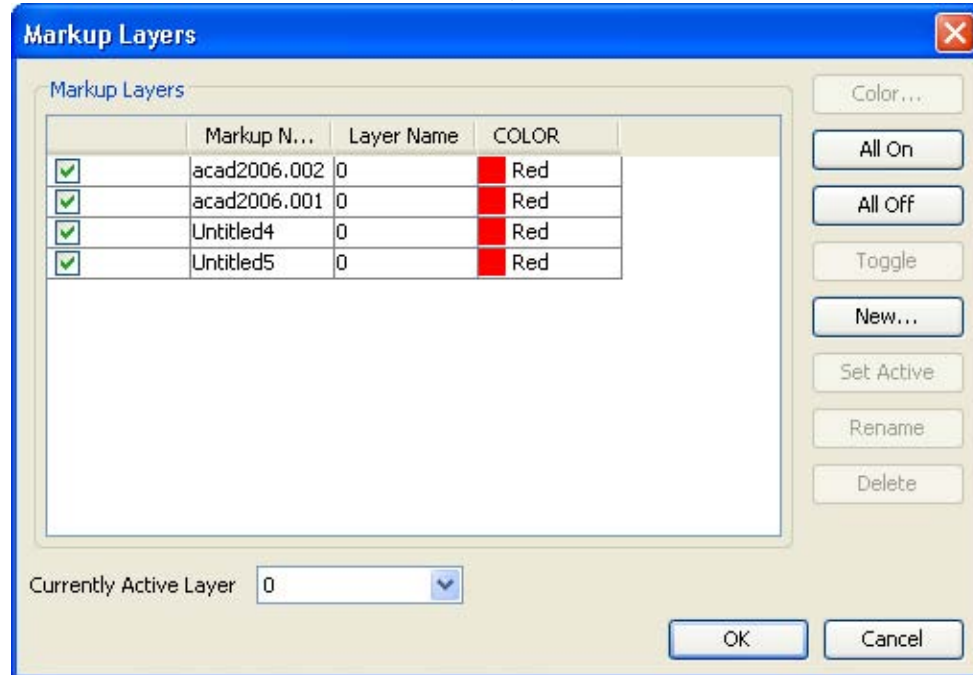 Markup Layers
Markup Layers
Color...
Markup N... Layer Name COLOR
All On
acad2006.002 0 Red
acad2006.001 0 Red
All Off
Untitled4 0 Red
Untitled5 0 Red
Toggle
New...
Set Active
Rename
Delete
Currently Active Layer 0
OK Cancel